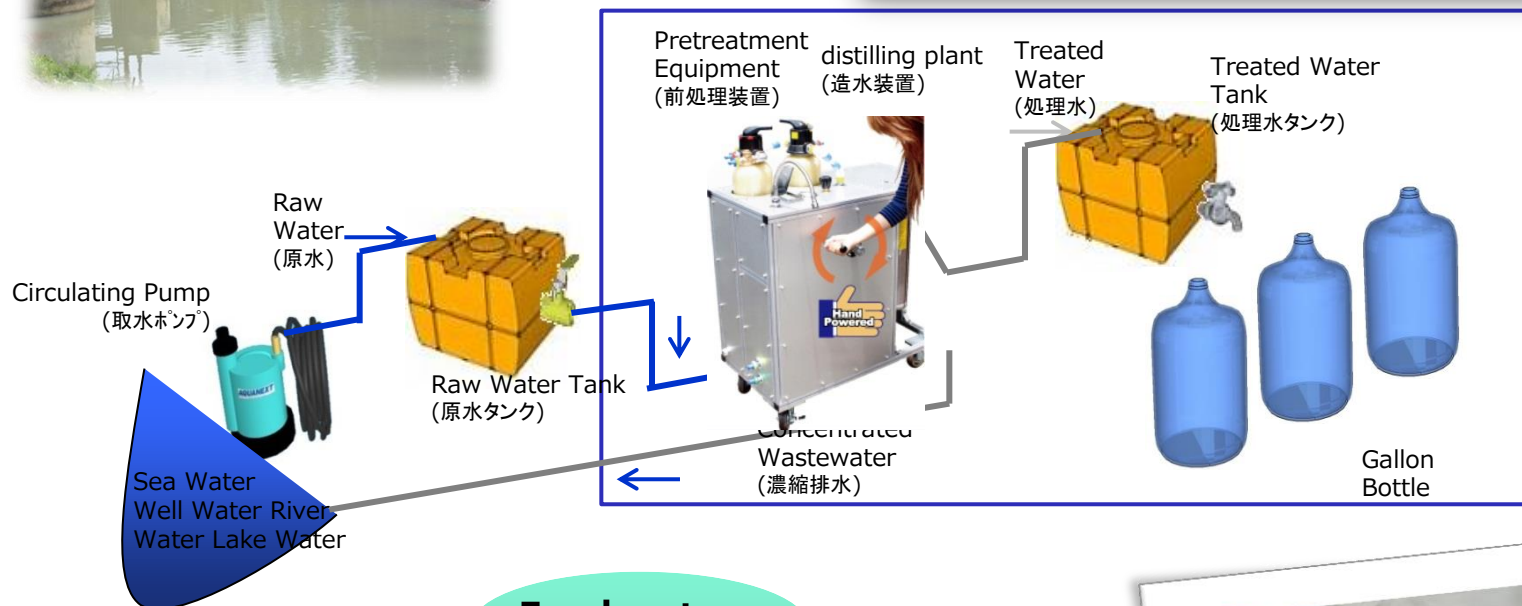 Pretreatment
Equipment
(前処理装置)
distilling plant
(造水装置)
Treated
Water
(処理水)
Treated Water
Tank
(処理水タンク)
Raw
Water
(原水)
Circulating Pump
(取水ポンプ)
AQUANEXT
Raw Water Tank
(原水タンク)
Hand
Powered
Concentrated
Wastewater
(濃縮排水)
Sea Water
Well Water River
Water Lake Water
Gallon
Bottle